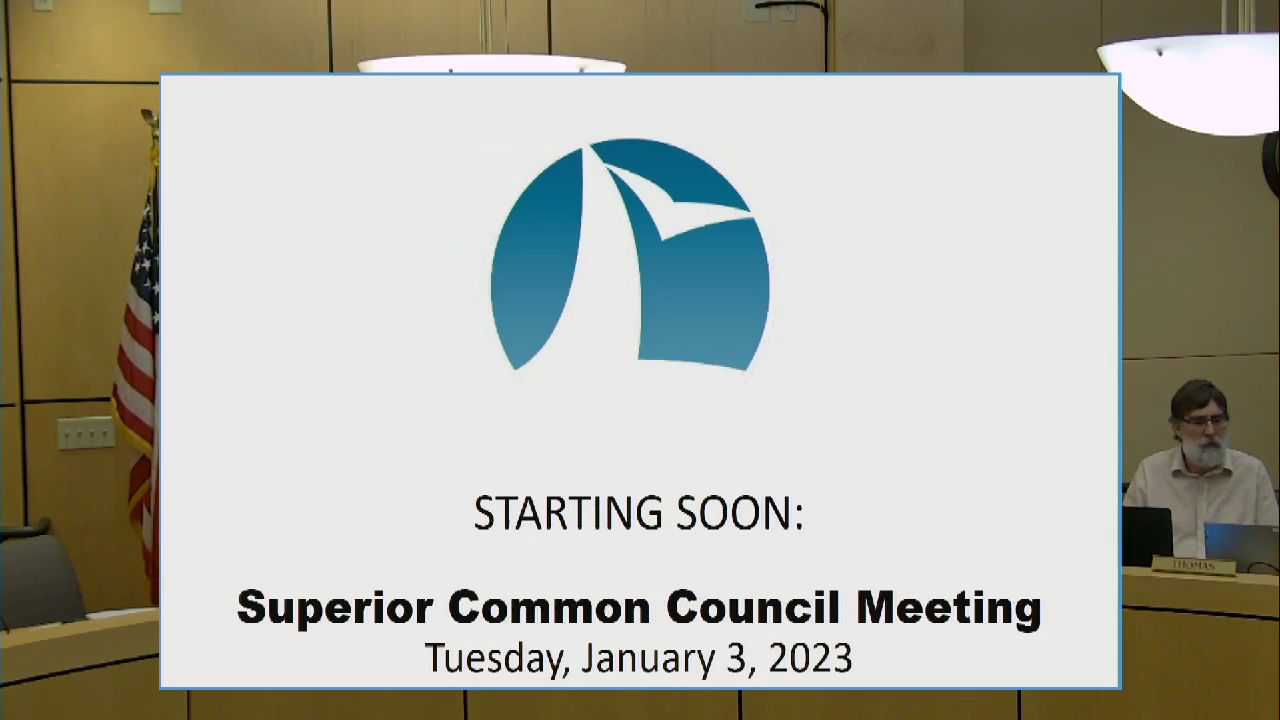 STARTING SOON:
Superior Common Council Meeting
Tuesday, January 3, 2023
THOMAS